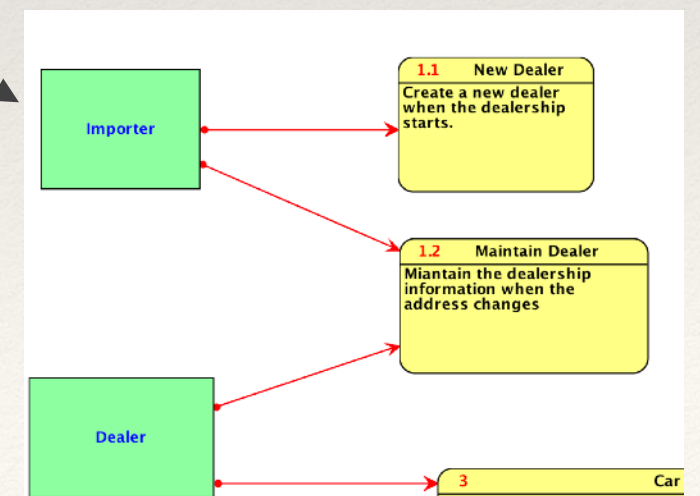 Importer
1.1 New Dealer
Create a new dealer
when the dealership
starts.
1.2 Maintain Dealer
Miantain the dealership
information when the
address changes
Dealer
3 Car